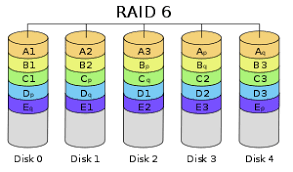 RAID 6
A1 A2 A3 Ap Aq
B1 B2 Bp Bq B3
C1 Cp Cq C2 C3
Dp Dq D1 D2 D3
Eq E1 E2 E3 Ep
Disk 0 Disk 1 Disk 2 Disk 3 Disk 4